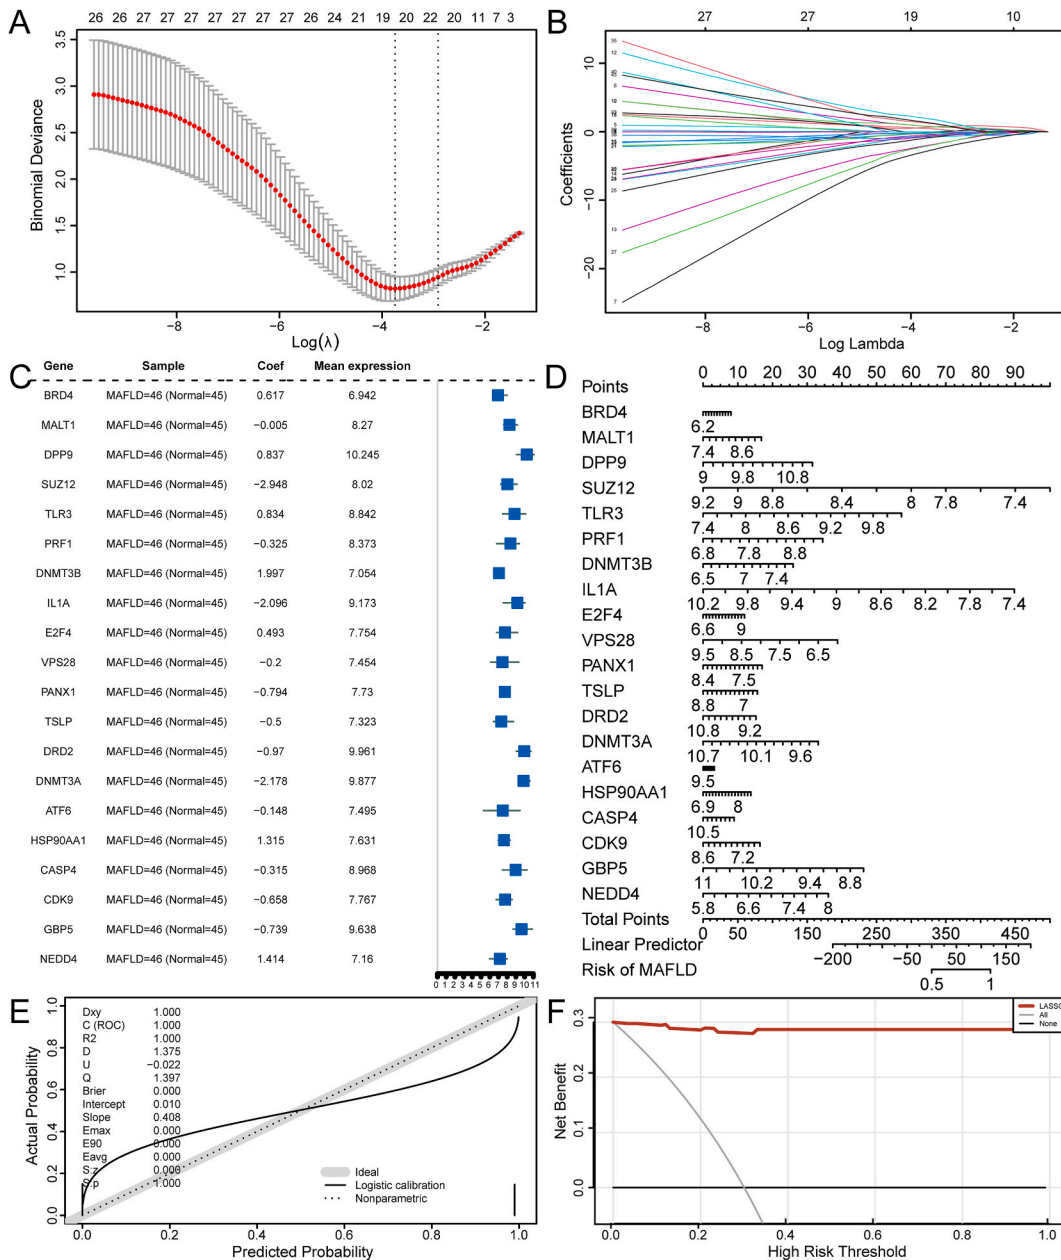 A
26 26 26 27 27 27 27 27 27 26 24 21 19 20 22 20 11 7 3
3.5
3.0
2.5
2.0
1.5
1.0
Binomial Deviance
−8 −6 −4 −2
Log(λ)
B
27 27 19 10
10
0
−10
−20
Coefficients
−8 −6 −4 −2
Log Lambda
C
Gene Sample Coef Mean expression
BRD4 MAFLD=46 (Normal=45) 0.617 6.942
MALT1 MAFLD=46 (Normal=45) −0.005 8.27
DPP9 MAFLD=46 (Normal=45) 0.837 10.245
SUZ12 MAFLD=46 (Normal=45) −2.948 8.02
TLR3 MAFLD=46 (Normal=45) 0.834 8.842
PRF1 MAFLD=46 (Normal=45) −0.325 8.373
DNMT3B MAFLD=46 (Normal=45) 1.997 7.054
IL1A MAFLD=46 (Normal=45) −2.096 9.173
E2F4 MAFLD=46 (Normal=45) 0.493 7.754
VPS28 MAFLD=46 (Normal=45) −0.2 7.454
PANX1 MAFLD=46 (Normal=45) −0.794 7.73
TSLP MAFLD=46 (Normal=45) −0.5 7.323
DRD2 MAFLD=46 (Normal=45) −0.97 9.961
DNMT3A MAFLD=46 (Normal=45) −2.178 9.877
ATF6 MAFLD=46 (Normal=45) −0.148 7.495
HSP90AA1 MAFLD=46 (Normal=45) 1.315 7.631
CASP4 MAFLD=46 (Normal=45) −0.315 8.968
CDK9 MAFLD=46 (Normal=45) −0.658 7.767
GBP5 MAFLD=46 (Normal=45) −0.739 9.638
NEDD4 MAFLD=46 (Normal=45) 1.414 7.16
0 1 2 3 4 5 6 7 8 9 10 11
D
0 10 20 30 40 50 60 70 80 90
Points
BRD4
6.2
MALT1
7.4 8.6
DPP9
9 9.8 10.8
SUZ12
9.2 9 8.8 8.4 8 7.8 7.4
TLR3
7.4 8 8.6 9.2 9.8
PRF1
6.8 7.8 8.8
DNMT3B
6.5 7 7.4
IL1A
10.2 9.8 9.4 9 8.6 8.2 7.8 7.4
E2F4
6.6 9
VPS28
9.5 8.5 7.5 6.5
PANX1
8.4 7.5
TSLP
8.8 7
DRD2
10.8 9.2
DNMT3A
10.7 10.1 9.6
ATF6
9.5
HSP90AA1
6.9 8
CASP4
10.5
CDK9
8.6 7.2
GBP5
11 10.2 9.4 8.8
NEDD4
5.8 6.6 7.4 8
Total Points
0 50 150 250 350 450
Linear Predictor
−200 −50 50 150
Risk of MAFLD
0.5 1
E
Dxy 1.000
C (ROC) 1.000
R2 1.000
D 1.375
U −0.022
Q 1.397
Brier 0.000
Intercept 0.010
Slope 0.408
Emax 0.000
E90 0.000
Eavg 0.000
S:z 0.000
S:p 1.000
Ideal
Logistic calibration
Nonparametric
1.0
0.8
0.6
0.4
0.2
0.0
Actual Probability
0.0 0.2 0.4 0.6 0.8 1.0
Predicted Probability
F
LASSO
All
None
0.3
0.2
0.1
0.0
Net Benefit
0.0 0.2 0.4 0.6 0.8 1.0
High Risk Threshold